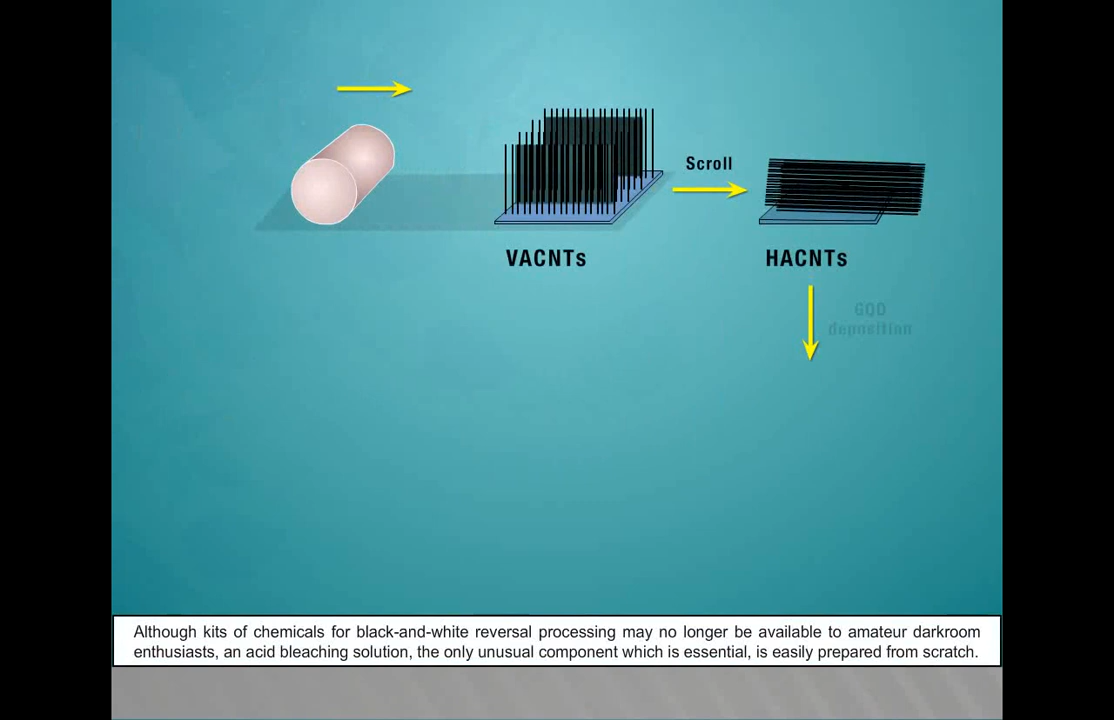 Scroll
VACNTs
HACNTs
GQD
deposition
Although kits of chemicals for black-and-white reversal processing may no longer be available to amateur darkroom
enthusiasts, an acid bleaching solution, the only unusual component which is essential, is easily prepared from scratch.